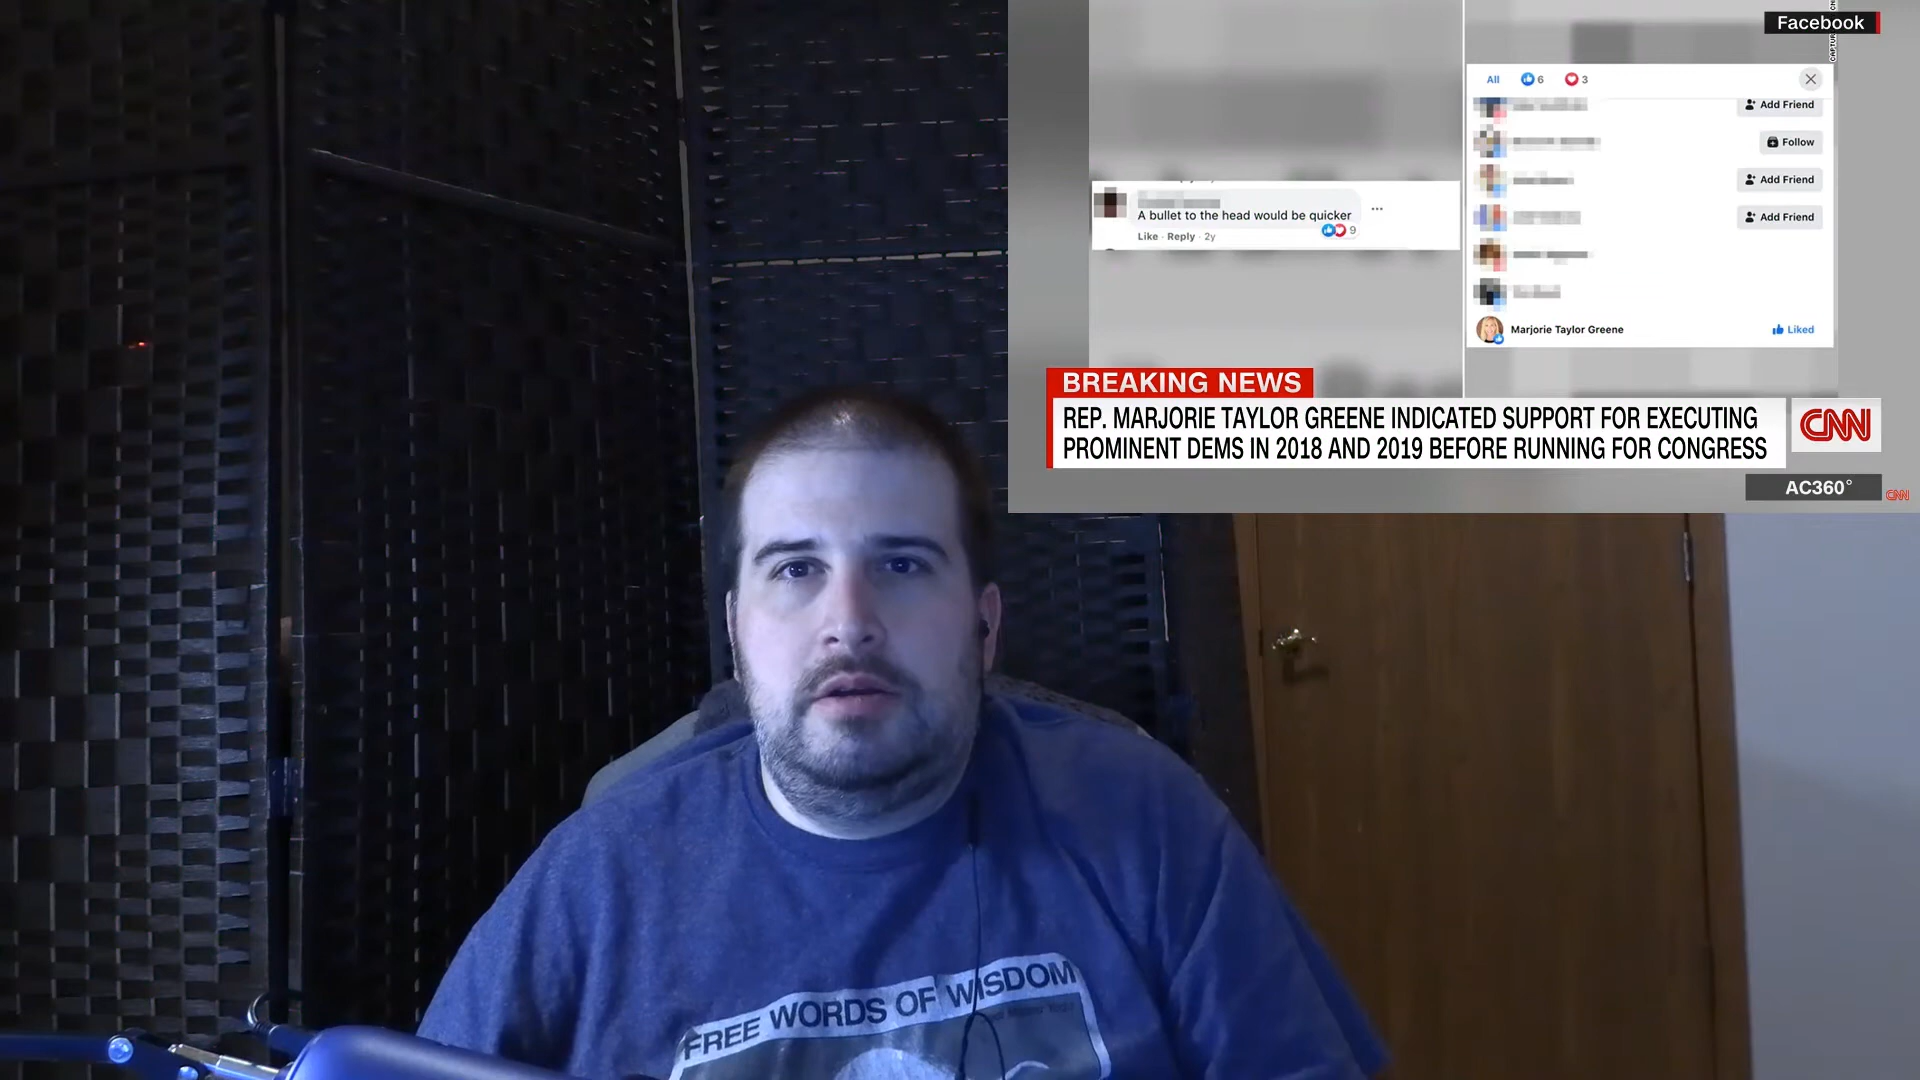 Facebook
All 6 3
Add Friend
Follow
Add Friend
Add Friend
A bullet to the head would be quicker
9
Like · Reply · 2y
Marjorie Taylor Greene Liked
BREAKING NEWS
REP. MARJORIE TAYLOR GREENE INDICATED SUPPORT FOR EXECUTING
PROMINENT DEMS IN 2018 AND 2019 BEFORE RUNNING FOR CONGRESS
CNN
AC360°
CNN
FREE WORDS OF WISDOM